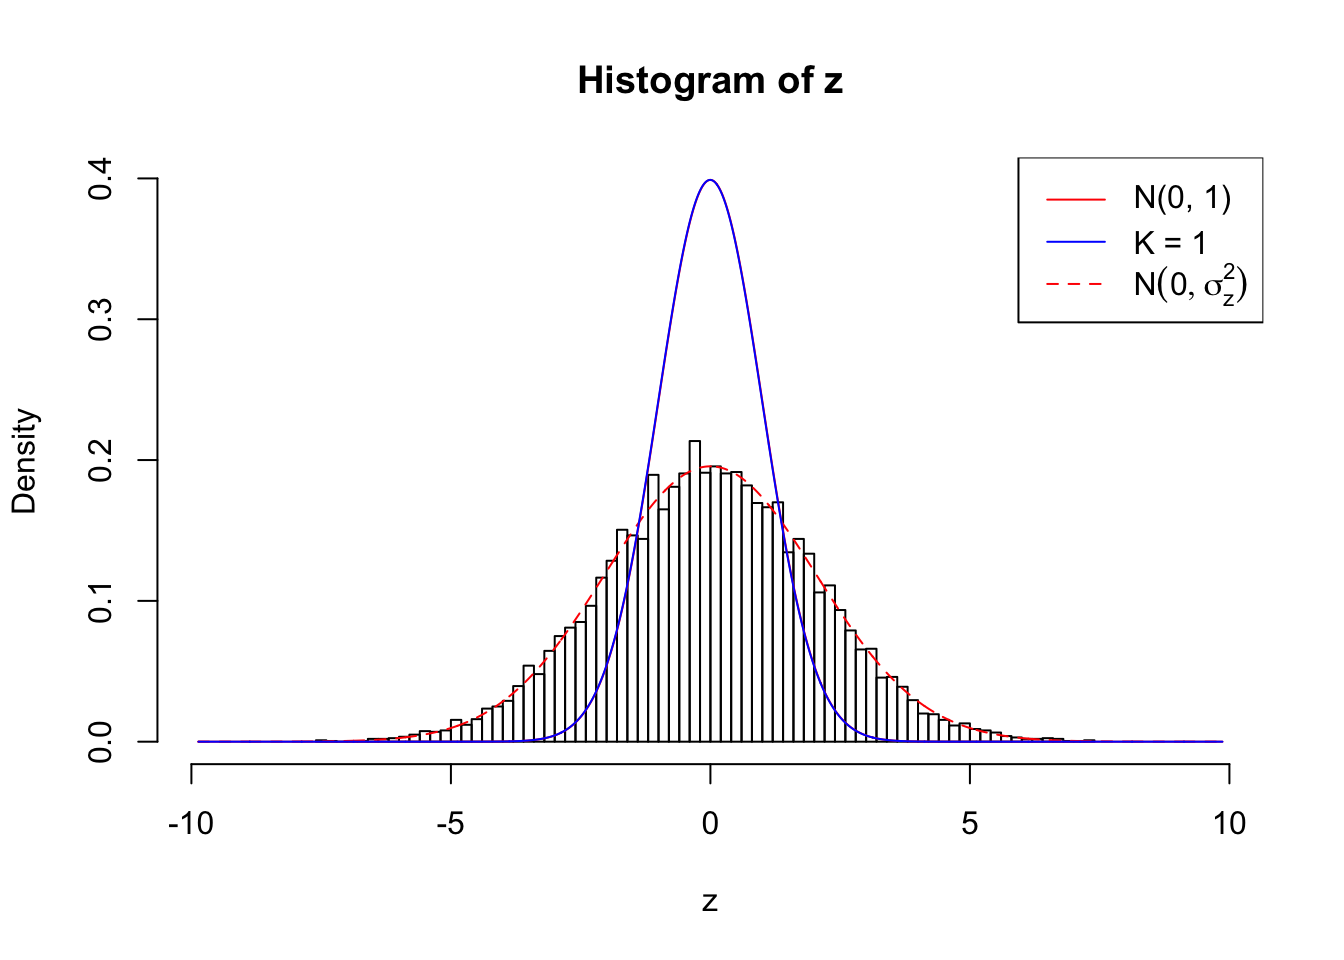 Histogram of z
N(0, 1)
K = 1
N(0, σ_z^2)
Density
0.4
0.3
0.2
0.1
0.0
-10 -5 0 5 10
z